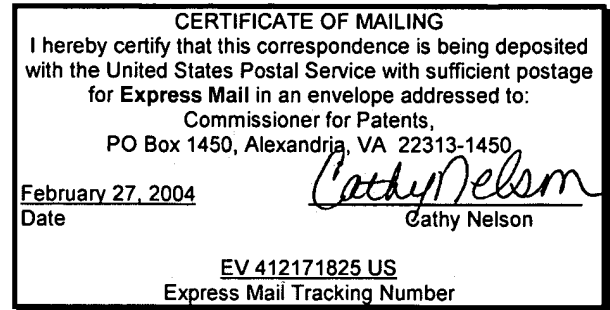 CERTIFICATE OF MAILING
I hereby certify that this correspondence is being deposited
with the United States Postal Service with sufficient postage
for Express Mail in an envelope addressed to:
Commissioner for Patents,
PO Box 1450, Alexandria, VA 22313-1450
February 27, 2004 Cathy Nelson
Date Cathy Nelson
EV 412171825 US
Express Mail Tracking Number